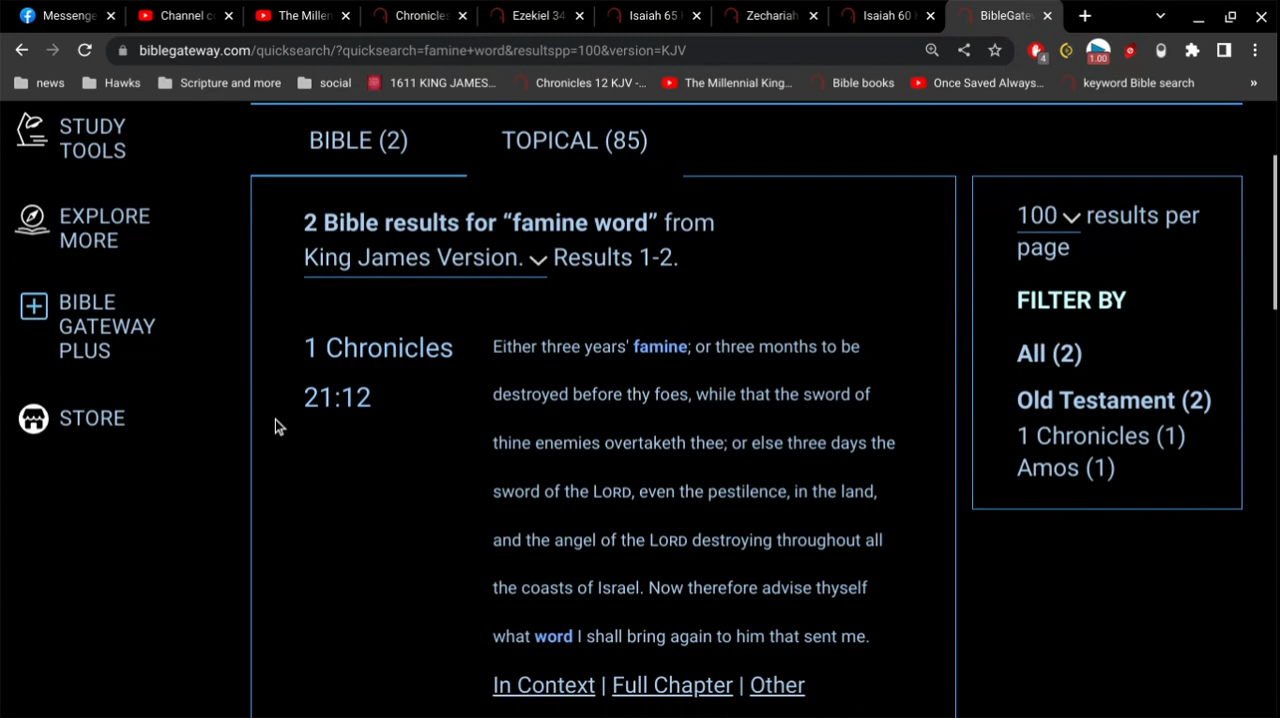 Messenge
Channel c
The Millen
Chronicle
Ezekiel 34
Isaiah 65
Zechariah
Isaiah 60
BibleGate
biblegateway.com/quicksearch/?quicksearch=famine+word&resultspp=100&version=KJV
4
1.00
news
Hawks
Scripture and more
social
1611 KING JAMES...
Chronicles 12 KJV -...
The Millennial King...
Bible books
Once Saved Always...
keyword Bible search
»
STUDY
TOOLS
EXPLORE
MORE
BIBLE
GATEWAY
PLUS
STORE
BIBLE (2)
TOPICAL (85)
2 Bible results for “famine word” from
King James Version. Results 1-2.
1 Chronicles
21:12
Either three years' famine; or three months to be
destroyed before thy foes, while that the sword of
thine enemies overtaketh thee; or else three days the
sword of the LORD, even the pestilence, in the land,
and the angel of the LORD destroying throughout all
the coasts of Israel. Now therefore advise thyself
what word I shall bring again to him that sent me.
In Context | Full Chapter | Other
100 results per
page
FILTER BY
All (2)
Old Testament (2)
1 Chronicles (1)
Amos (1)